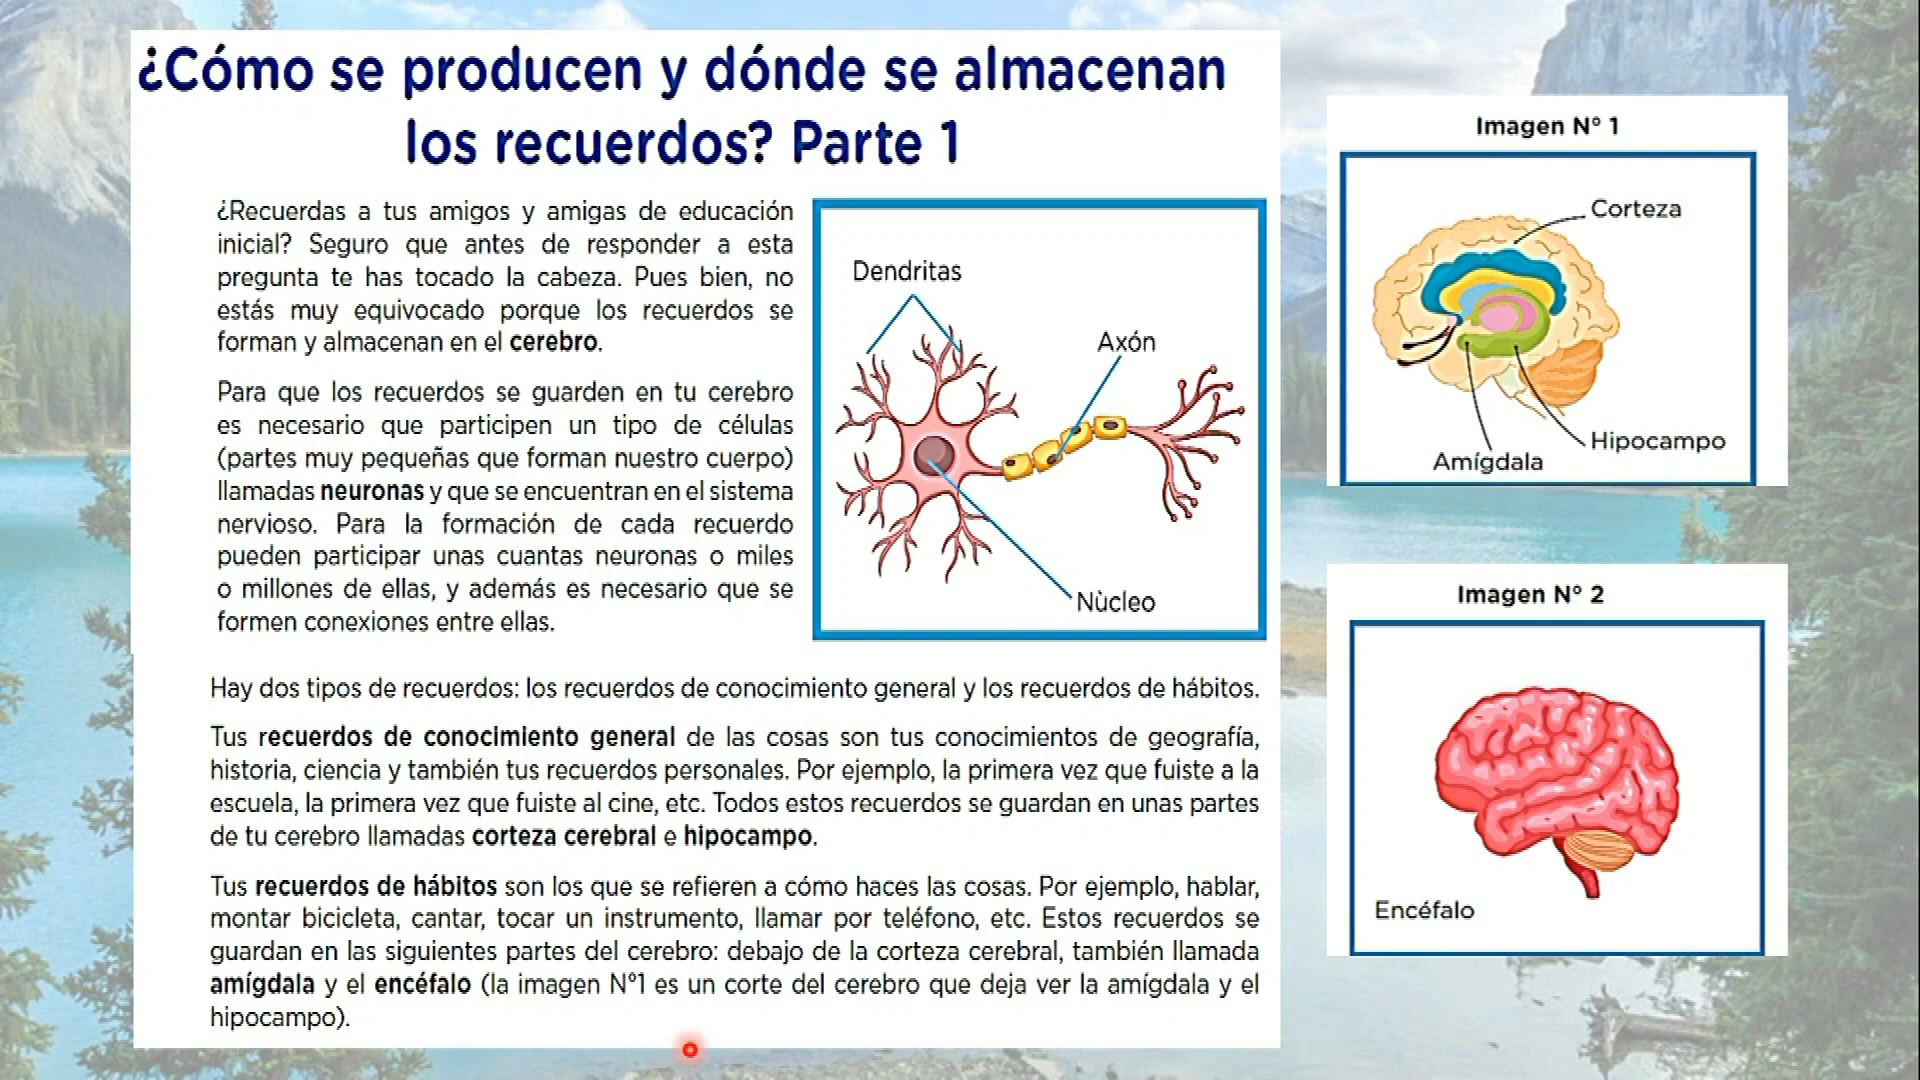 ¿Cómo se producen y dónde se almacenan
los recuerdos? Parte 1
¿Recuerdas a tus amigos y amigas de educación
inicial? Seguro que antes de responder a esta
pregunta te has tocado la cabeza. Pues bien, no
estás muy equivocado porque los recuerdos se
forman y almacenan en el cerebro.
Para que los recuerdos se guarden en tu cerebro
es necesario que participen un tipo de células
(partes muy pequeñas que forman nuestro cuerpo)
llamadas neuronas y que se encuentran en el sistema
nervioso. Para la formación de cada recuerdo
pueden participar unas cuantas neuronas o miles
o millones de ellas, y además es necesario que se
formen conexiones entre ellas.
Dendritas
Axón
Nùcleo
Hay dos tipos de recuerdos: los recuerdos de conocimiento general y los recuerdos de hábitos.
Tus recuerdos de conocimiento general de las cosas son tus conocimientos de geografía,
historia, ciencia y también tus recuerdos personales. Por ejemplo, la primera vez que fuiste a la
escuela, la primera vez que fuiste al cine, etc. Todos estos recuerdos se guardan en unas partes
de tu cerebro llamadas corteza cerebral e hipocampo.
Tus recuerdos de hábitos son los que se refieren a cómo haces las cosas. Por ejemplo, hablar,
montar bicicleta, cantar, tocar un instrumento, llamar por teléfono, etc. Estos recuerdos se
guardan en las siguientes partes del cerebro: debajo de la corteza cerebral, también llamada
amígdala y el encéfalo (la imagen N°1 es un corte del cerebro que deja ver la amígdala y el
hipocampo).
Imagen N° 1
Corteza
Hipocampo
Amígdala
Imagen N° 2
Encéfalo